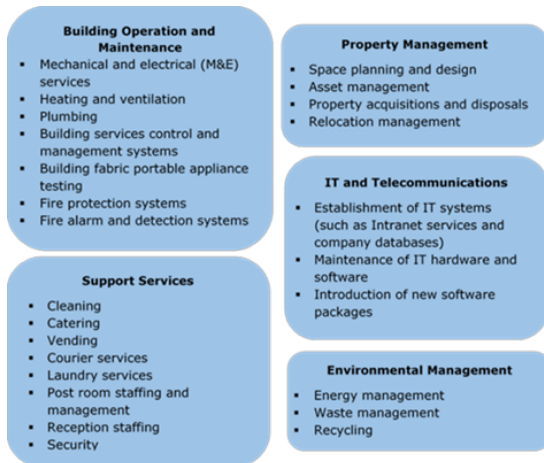 Building Operation and
Maintenance
▪ Mechanical and electrical (M&E)
services
▪ Heating and ventilation
▪ Plumbing
▪ Building services control and
management systems
▪ Building fabric portable appliance
testing
▪ Fire protection systems
▪ Fire alarm and detection systems
Support Services
▪ Cleaning
▪ Catering
▪ Vending
▪ Courier services
▪ Laundry services
▪ Post room staffing and
management
▪ Reception staffing
▪ Security
Property Management
▪ Space planning and design
▪ Asset management
▪ Property acquisitions and disposals
▪ Relocation management
IT and Telecommunications
▪ Establishment of IT systems
(such as Intranet services and
company databases)
▪ Maintenance of IT hardware and
software
▪ Introduction of new software
packages
Environmental Management
▪ Energy management
▪ Waste management
▪ Recycling